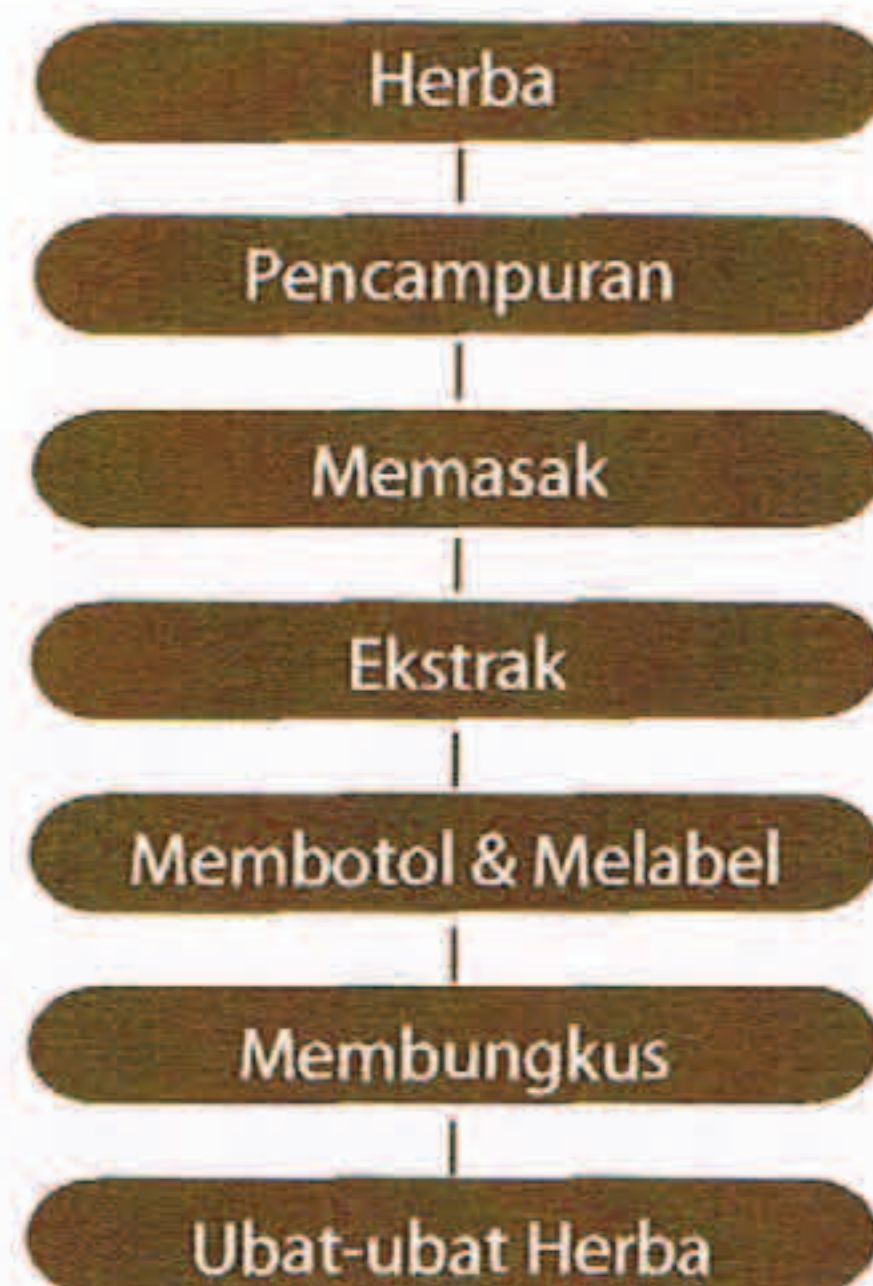 Herba
Pencampuran
Memasak
Ekstrak
Membotol & Melabel
Membungkus
Ubat-ubat Herba